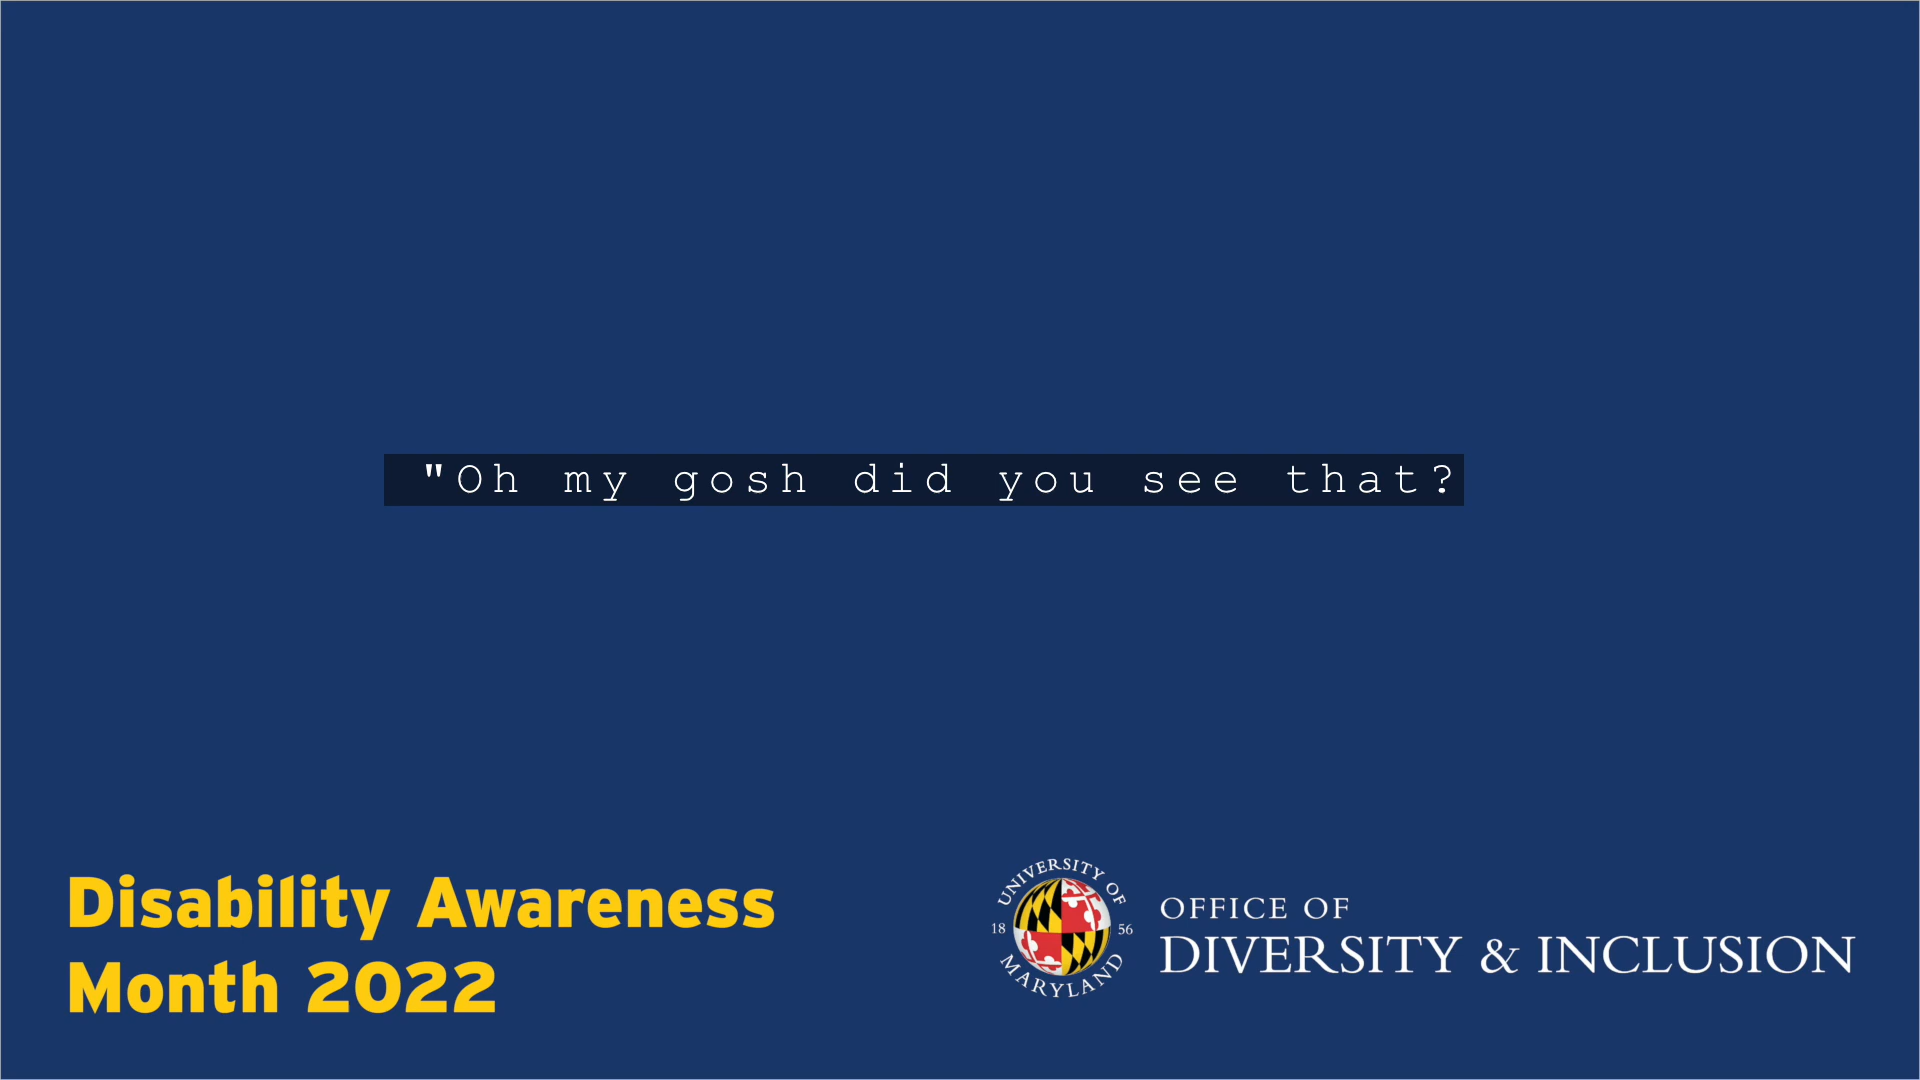 "Oh my gosh did you see that?
Disability Awareness
Month 2022
UNIVERSITY OF
18 56
MARYLAND
OFFICE OF
DIVERSITY & INCLUSION